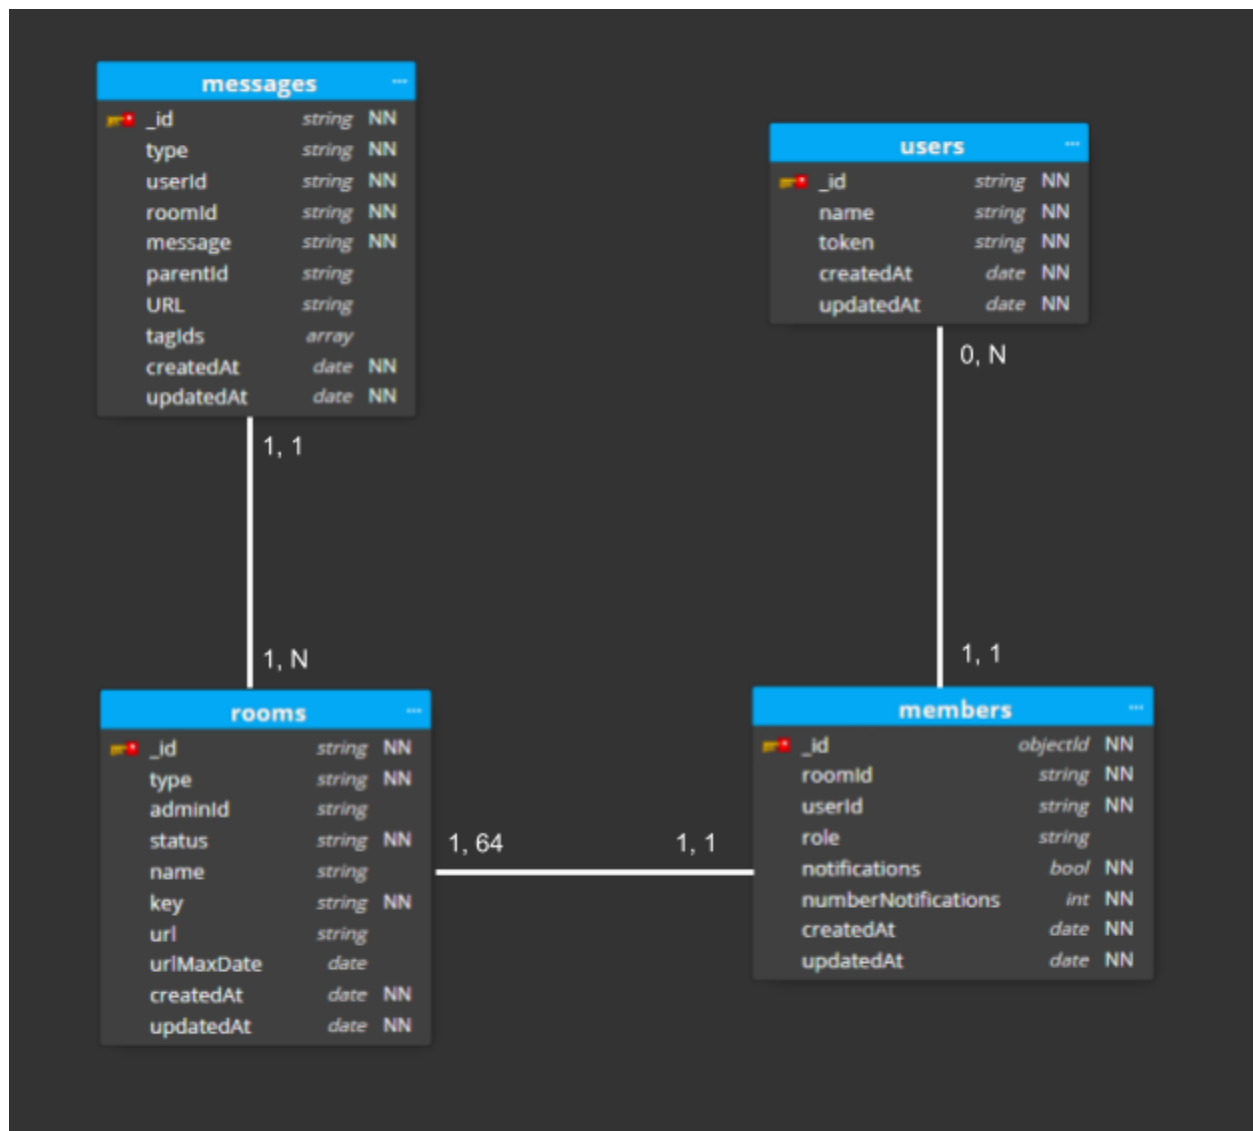 messages ...
_id string NN
type string NN
userId string NN
roomId string NN
message string NN
parentId string
URL string
tagIds array
createdAt date NN
updatedAt date NN
1, 1
1, N
users ...
_id string NN
name string NN
token string NN
createdAt date NN
updatedAt date NN
0, N
1, 1
rooms ...
_id string NN
type string NN
adminId string
status string NN
name string
key string NN
url string
urlMaxDate date
createdAt date NN
updatedAt date NN
1, 64
1, 1
members ...
_id objectId NN
roomId string NN
userId string NN
role string
notifications bool NN
numberNotifications int NN
createdAt date NN
updatedAt date NN